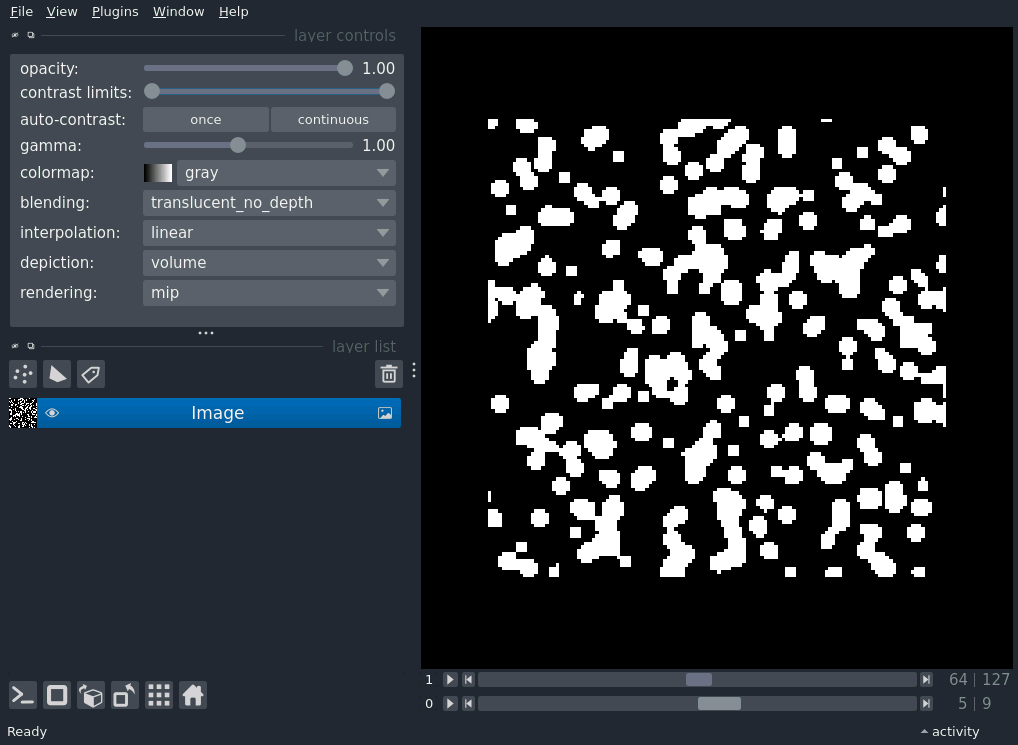 File View Plugins Window Help
layer controls
opacity: 1.00
contrast limits:
auto-contrast: once continuous
gamma: 1.00
colormap: gray
blending: translucent_no_depth
interpolation: linear
depiction: volume
rendering: mip
layer list
Image
1 64 | 127
0 5 | 9
Ready activity